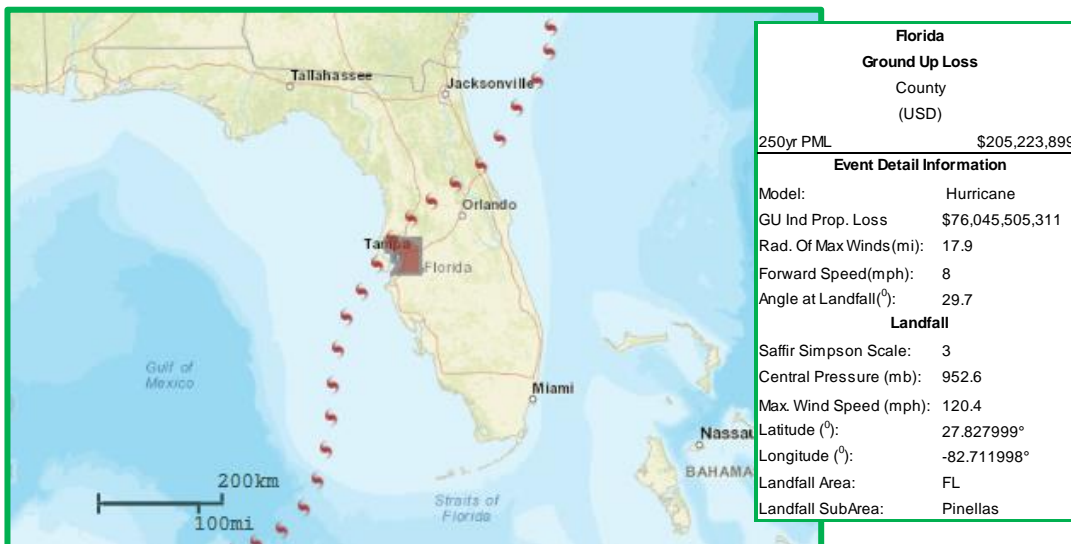 Tallahassee
Jacksonville
Orlando
Tampa
Florida
Gulf of
Mexico
Miami
Nassau
BAHAMA
200km
100mi
Straits of
Florida
Florida
Ground Up Loss
County
(USD)
250yr PML $205,223,899
Event Detail Information
Model: Hurricane
GU Ind Prop. Loss $76,045,505,311
Rad. Of Max Winds(mi): 17.9
Forward Speed(mph): 8
Angle at Landfall(⁰): 29.7
Landfall
Saffir Simpson Scale: 3
Central Pressure (mb): 952.6
Max. Wind Speed (mph): 120.4
Latitude (⁰): 27.827999°
Longitude (⁰): -82.711998°
Landfall Area: FL
Landfall SubArea: Pinellas